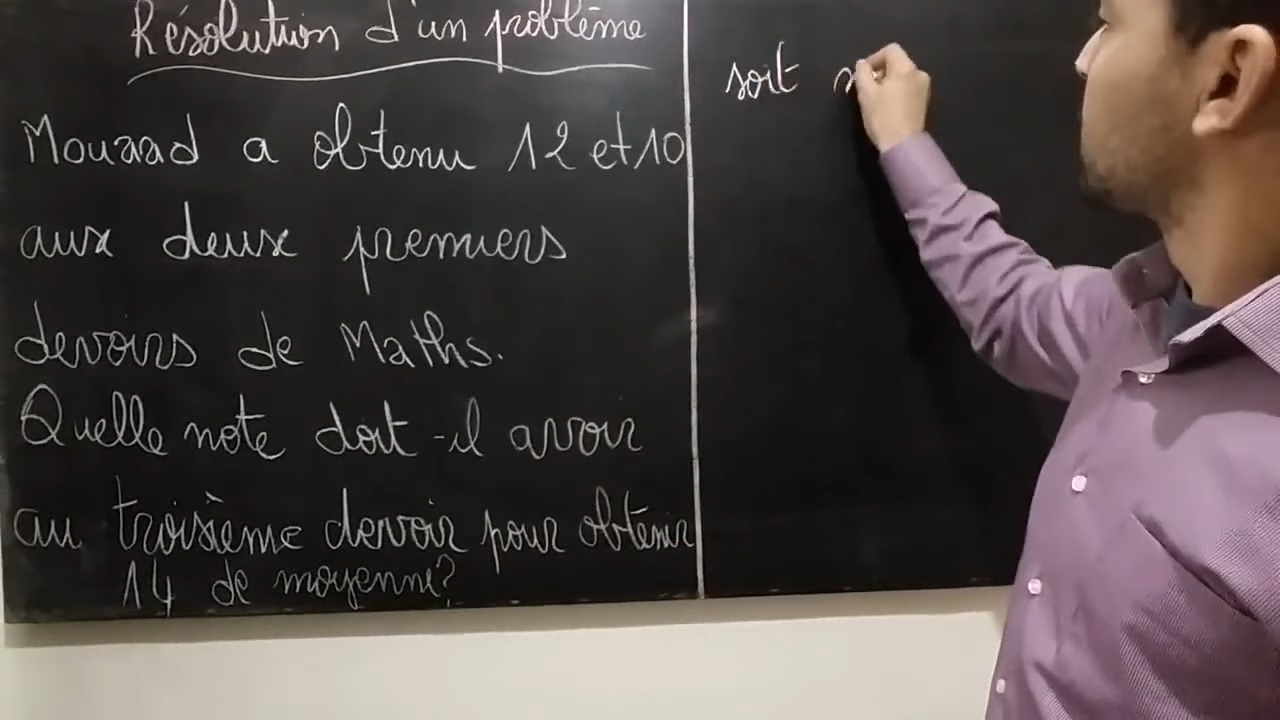 Résolution d'un problème
Mouaad a obtenu 12 et 10
aux deux premiers
devoirs de Maths.
Quelle note doit-il avoir
au troisième devoir pour obtenir
14 de moyenne?
soit